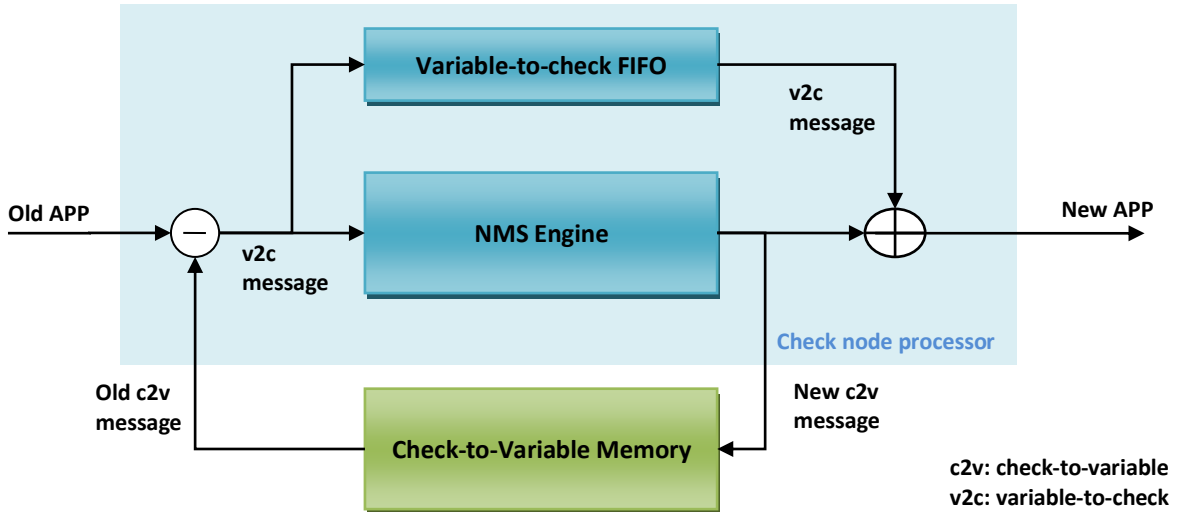 Variable-to-check FIFO
v2c
message
Old APP
NMS Engine
New APP
v2c
message
Check node processor
Old c2v
message
New c2v
message
Check-to-Variable Memory
c2v: check-to-variable
v2c: variable-to-check